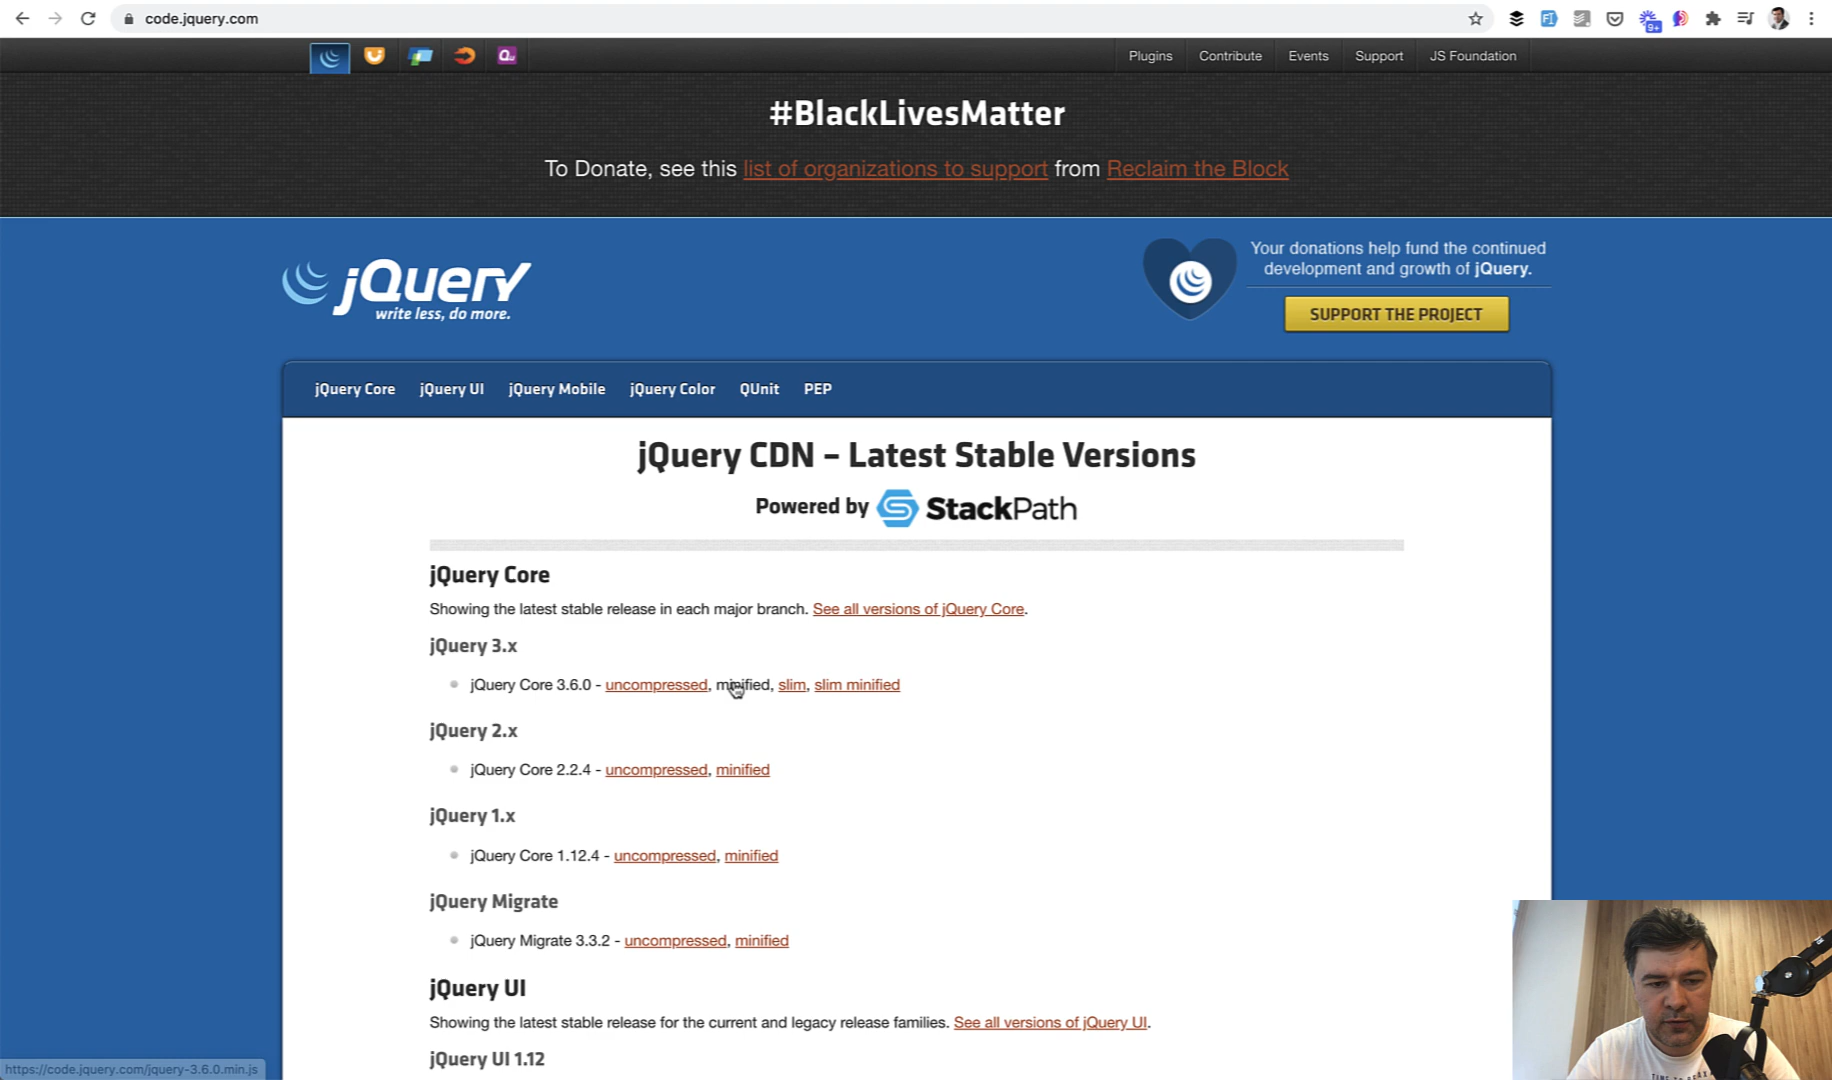 code.jquery.com
9+
Qu
Plugins
Contribute
Events
Support
JS Foundation
#BlackLivesMatter
To Donate, see this list of organizations to support from Reclaim the Block
jQuery
write less, do more.
Your donations help fund the continued
development and growth of jQuery.
SUPPORT THE PROJECT
jQuery Core
jQuery UI
jQuery Mobile
jQuery Color
QUnit
PEP
jQuery CDN – Latest Stable Versions
Powered by StackPath
jQuery Core
Showing the latest stable release in each major branch. See all versions of jQuery Core.
jQuery 3.x
jQuery Core 3.6.0 - uncompressed, minified, slim, slim minified
jQuery 2.x
jQuery Core 2.2.4 - uncompressed, minified
jQuery 1.x
jQuery Core 1.12.4 - uncompressed, minified
jQuery Migrate
jQuery Migrate 3.3.2 - uncompressed, minified
jQuery UI
Showing the latest stable release for the current and legacy release families. See all versions of jQuery UI.
jQuery UI 1.12
https://code.jquery.com/jquery-3.6.0.min.js